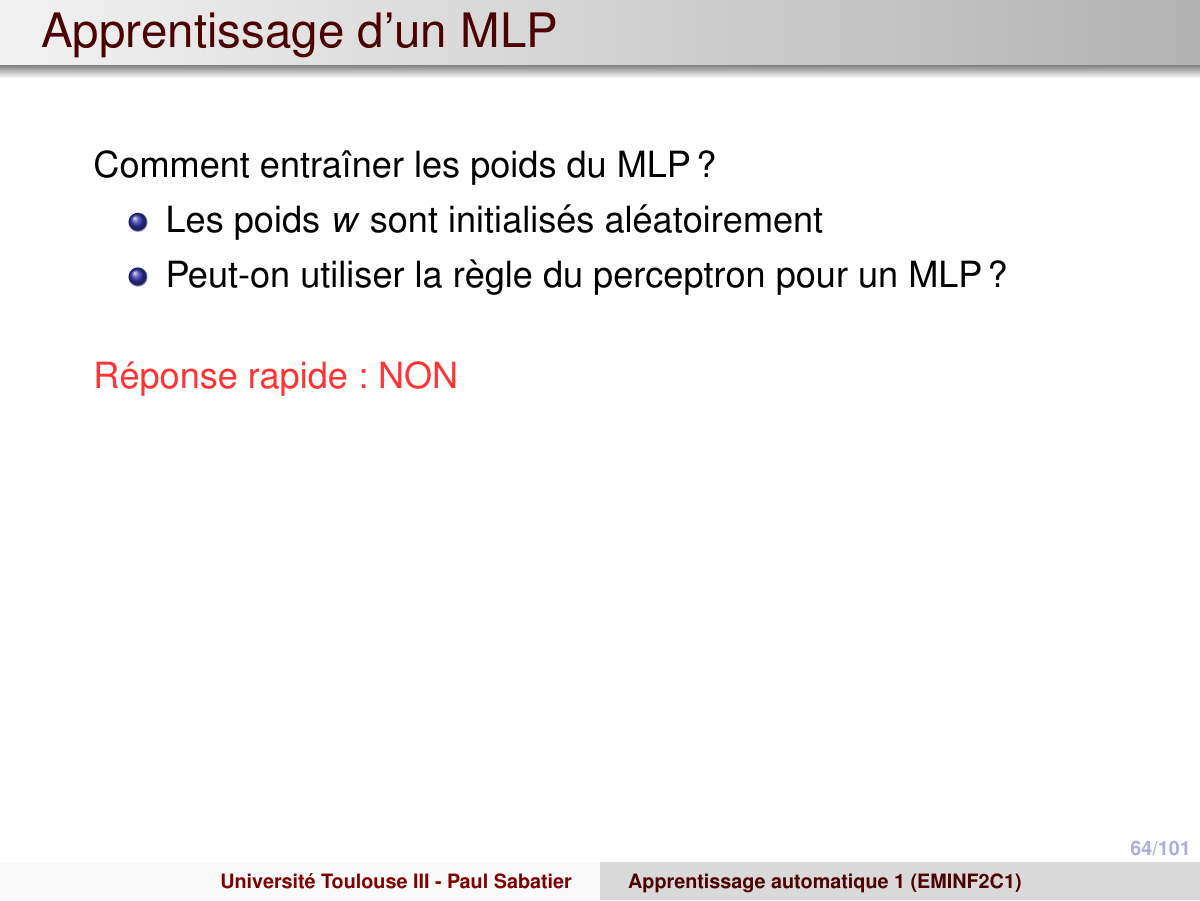 Apprentissage d'un MLP
Comment entraîner les poids du MLP ?
Les poids w sont initialisés aléatoirement
Peut-on utiliser la règle du perceptron pour un MLP ?
Réponse rapide : NON
64/101
Université Toulouse III - Paul Sabatier
Apprentissage automatique 1 (EMINF2C1)